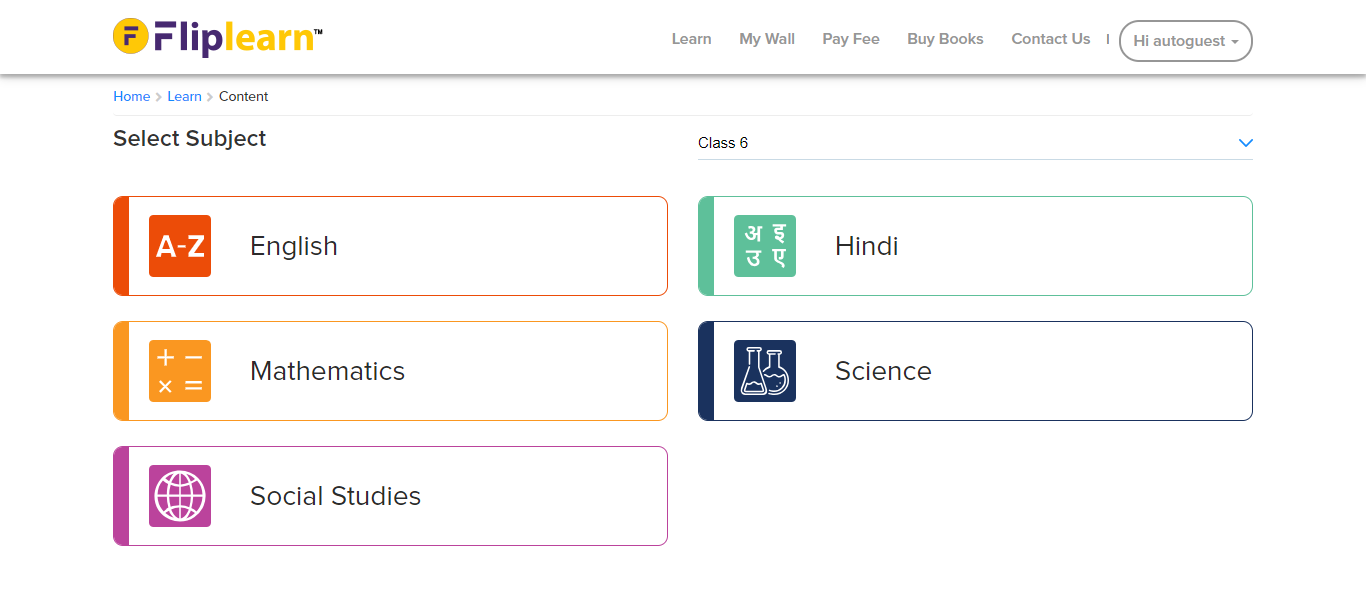 F Fliplearn™
Learn My Wall Pay Fee Buy Books Contact Us | Hi autoguest
Home > Learn > Content
Select Subject
Class 6
A-Z English
अ इ
उ ए
Hindi
+ −
× =
Mathematics
Science
Social Studies